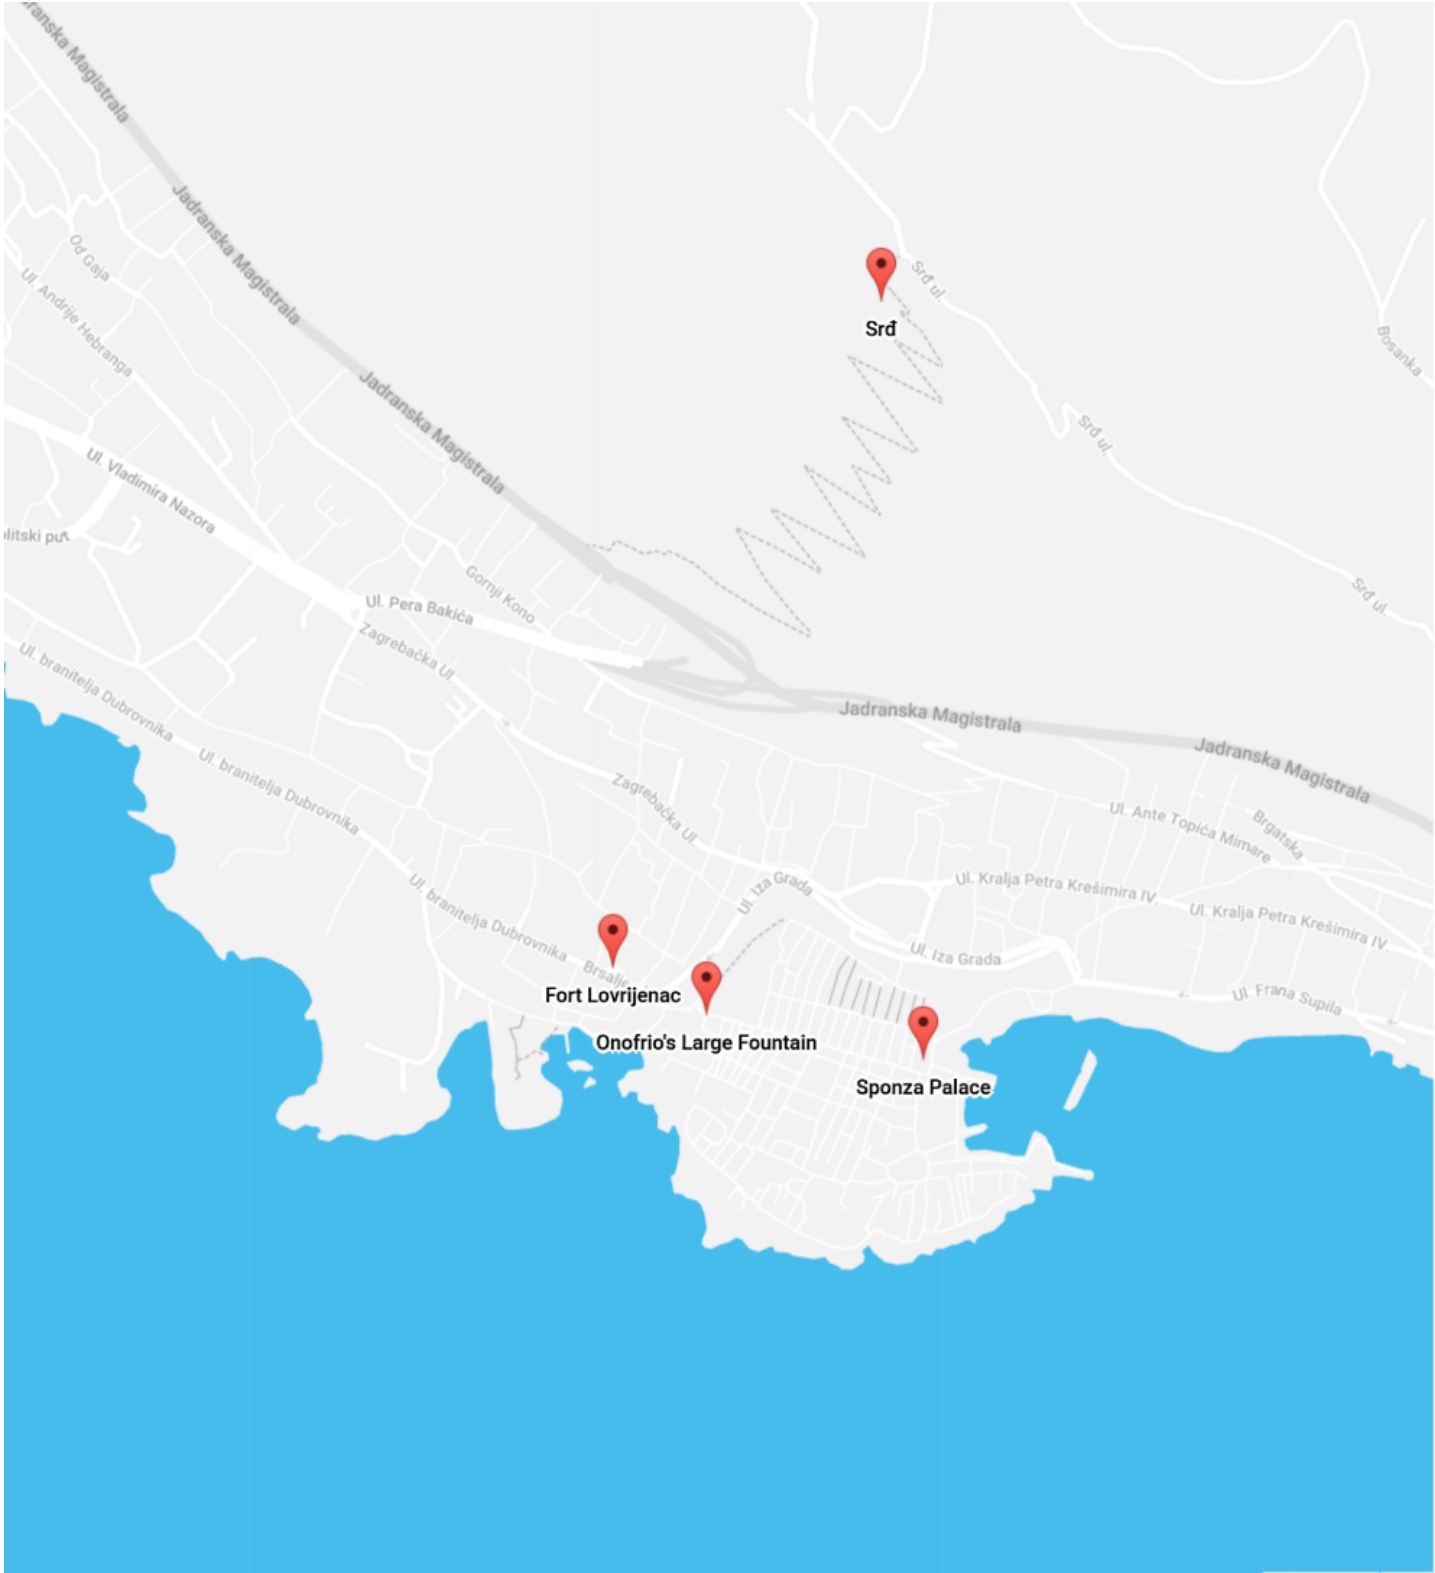 Jadranska Magistrala
Jadranska Magistrala
Od Gaja
Ul. Andrije Hebranga
Srđ ul.
Srđ
Bosanka
Jadranska Magistrala
Srđ ul.
Ul. Vladimira Nazora
Gornji Kono
Ul. Pera Bakića
Srđ ul.
Zagrebačka Ul.
Ul. branitelja Dubrovnika
Jadranska Magistrala
Jadranska Magistrala
Ul. branitelja Dubrovnika
Zagrebačka Ul.
Ul. Ante Topića Mimare
Brgatska
Ul. Iza Grada
Ul. Kralja Petra Krešimira IV.
Ul. Kralja Petra Krešimira IV.
Ul. branitelja Dubrovnika
Ul. Iza Grada
Brsalje
Fort Lovrijenac
Ul. Frana Supila
Onofrio's Large Fountain
Sponza Palace